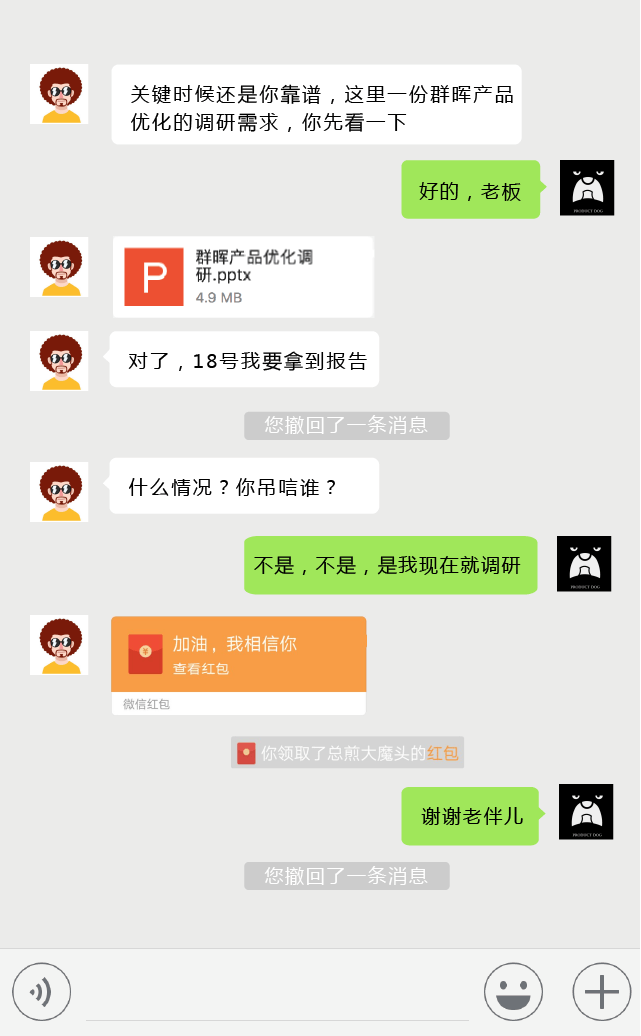 关键时候还是你靠谱，这里一份群晖产品
优化的调研需求，你先看一下
好的，老板
PRODUCT DOG
P
群晖产品优化调
研.pptx
4.9 MB
对了，18号我要拿到报告
您撤回了一条消息
什么情况？你吊唁谁？
不是，不是，是我现在就调研
PRODUCT DOG
加油，我相信你
查看红包
微信红包
你领取了总煎大魔头的红包
谢谢老伴儿
PRODUCT DOG
您撤回了一条消息